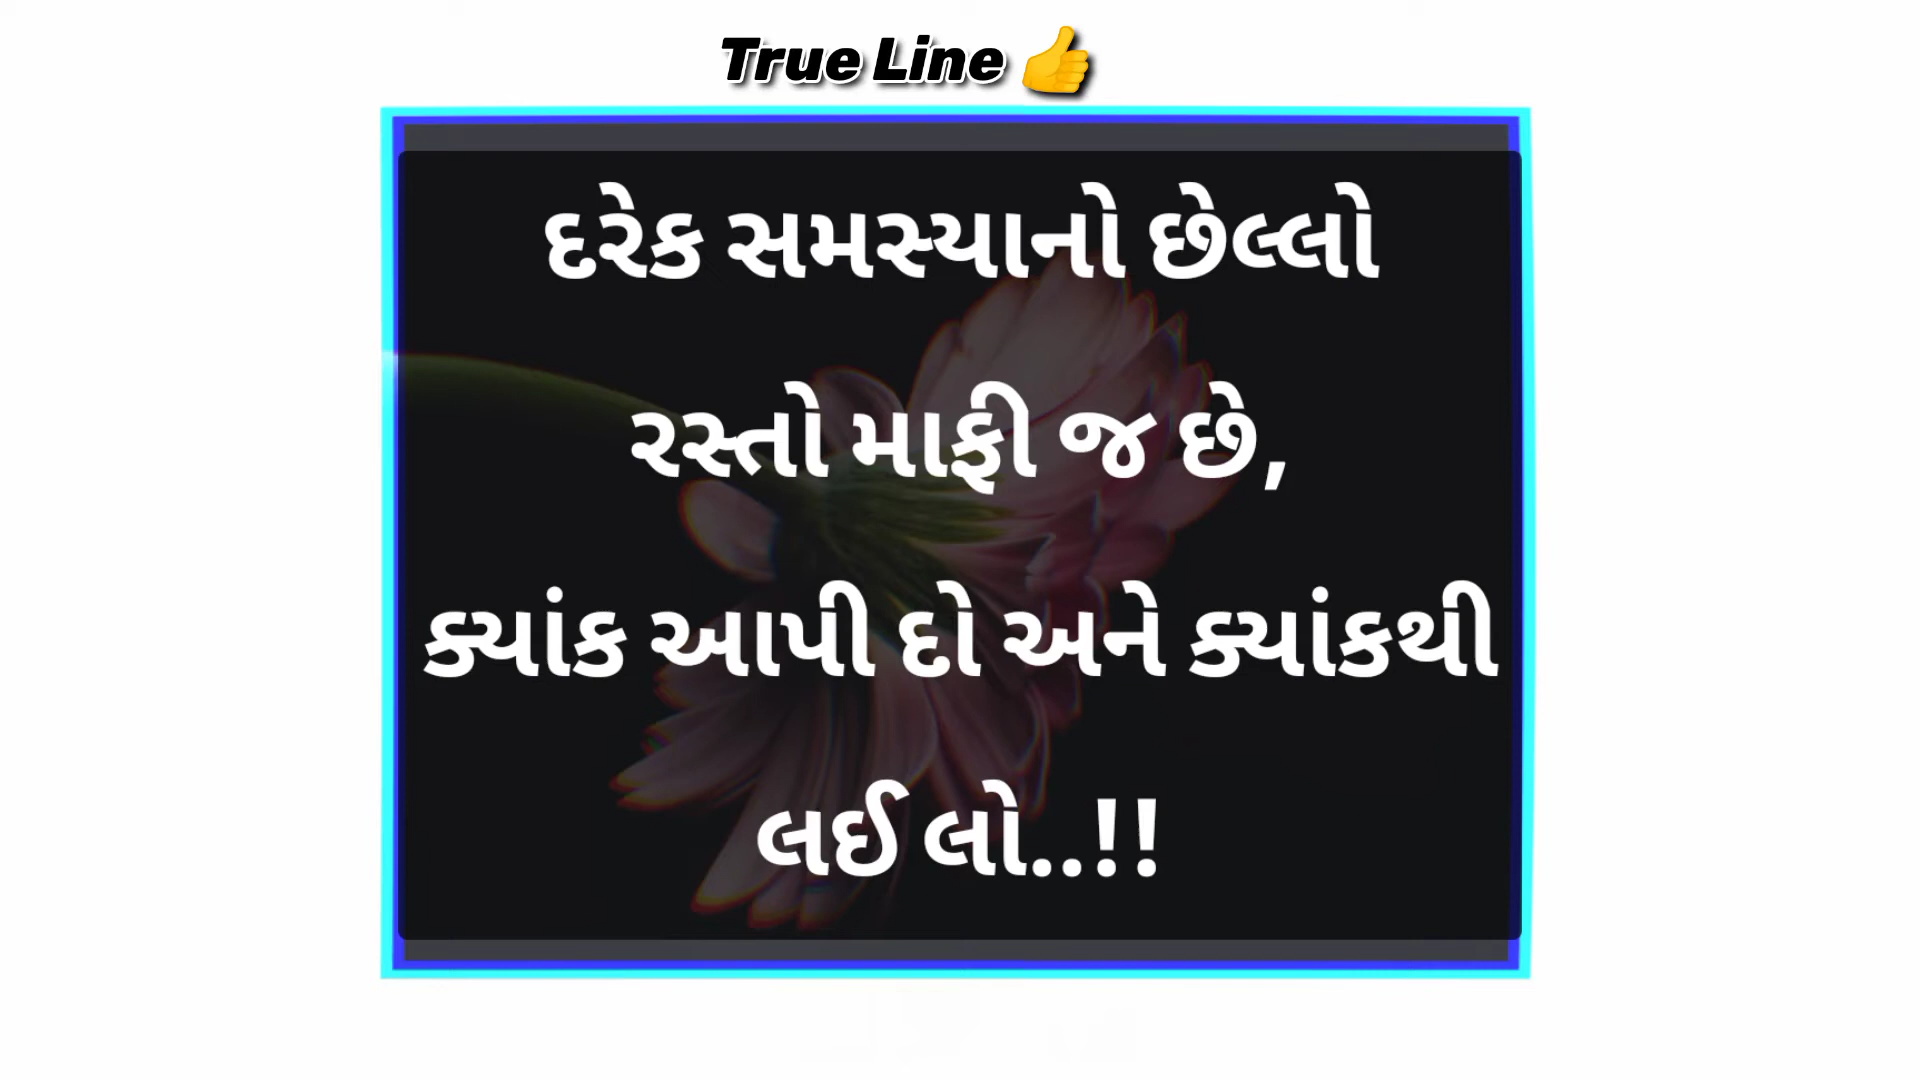 True Line 👍
દરેક સમસ્યાનો છેલ્લો
રસ્તો માફી જ છે,
ક્યાંક આપી દો અને ક્યાંકથી
લઈ લો..!!